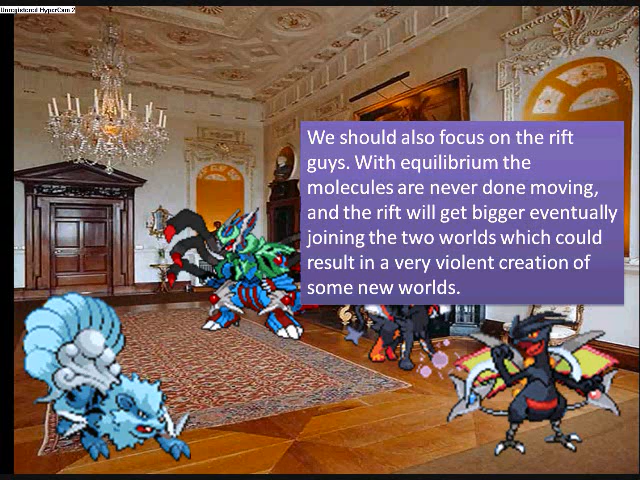 Unregistered HyperCam 2
We should also focus on the rift
guys. With equilibrium the
molecules are never done moving,
and the rift will get bigger eventually
joining the two worlds which could
result in a very violent creation of
some new worlds.